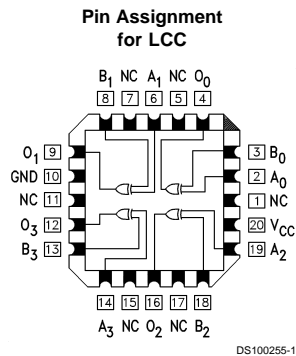 Pin Assignment
for LCC
B1 NC A1 NC O0
8 7 6 5 4
O1 9
GND 10
NC 11
O3 12
B3 13
3 B0
2 A0
1 NC
20 VCC
19 A2
14 15 16 17 18
A3 NC O2 NC B2
DS100255-1